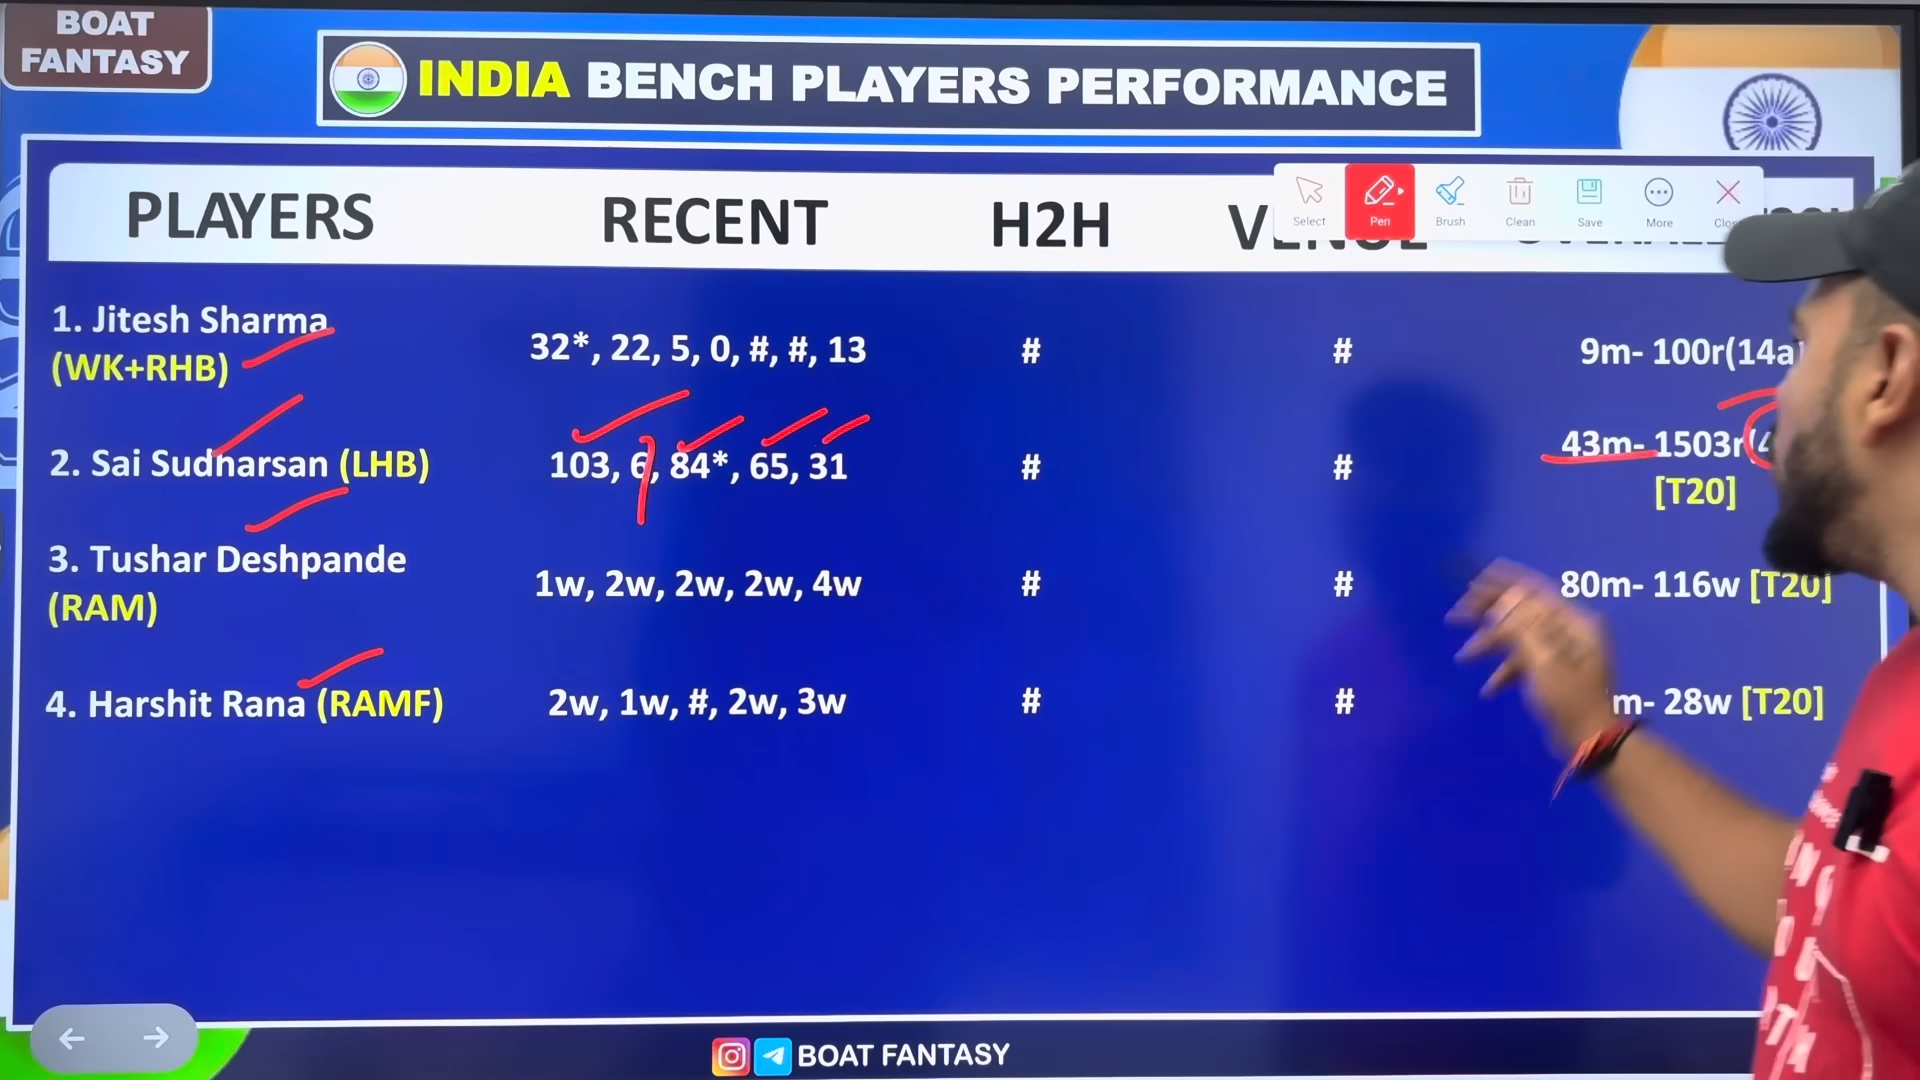 BOAT
FANTASY
INDIA BENCH PLAYERS PERFORMANCE
Select Pen Brush Clean Save More
PLAYERS RECENT H2H VENUE
1. Jitesh Sharma
(WK+RHB) 32*, 22, 5, 0, #, #, 13 # # 9m- 100r(14a
2. Sai Sudharsan (LHB) 103, 6, 84*, 65, 31 # # 43m- 1503r
[T20]
3. Tushar Deshpande
(RAM) 1w, 2w, 2w, 2w, 4w # # 80m- 116w [T20]
4. Harshit Rana (RAMF) 2w, 1w, #, 2w, 3w # # m- 28w [T20]
BOAT FANTASY